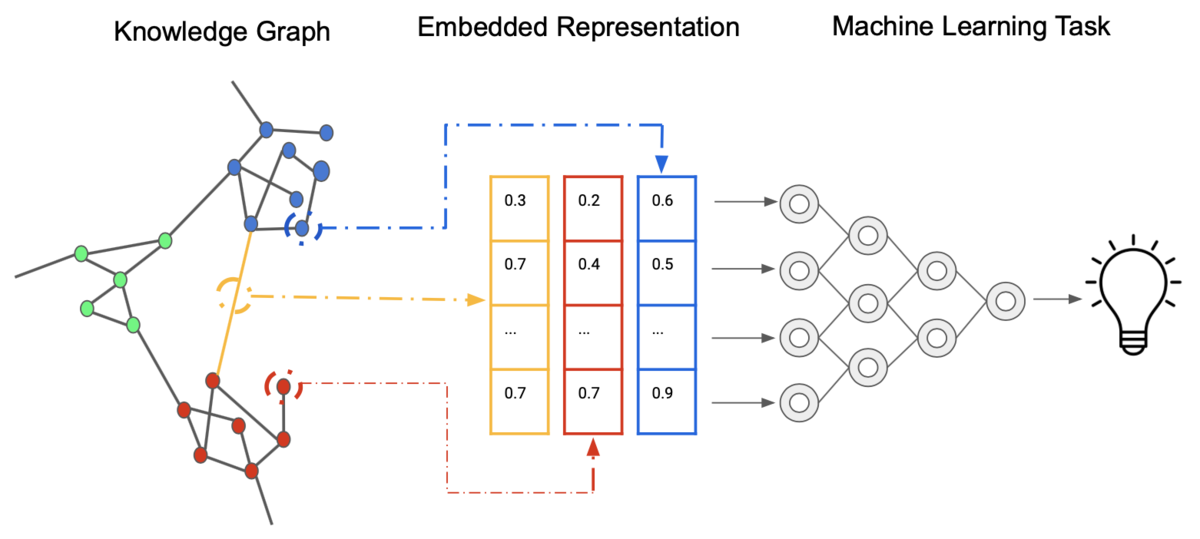 Knowledge Graph
Embedded Representation
Machine Learning Task
0.3 0.2 0.6
0.7 0.4 0.5
... ... ...
0.7 0.7 0.9